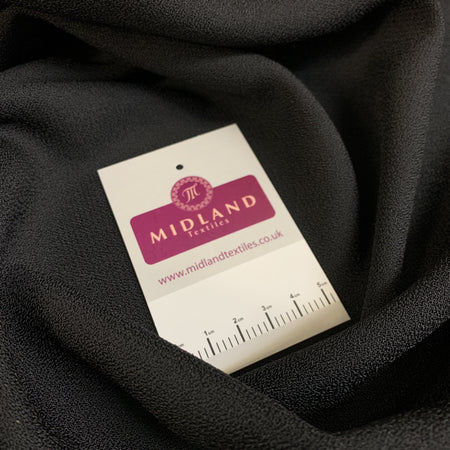 M
MIDLAND
Textiles
www.midlandtextiles.co.uk
1cm 2cm 3cm 4cm 5cm